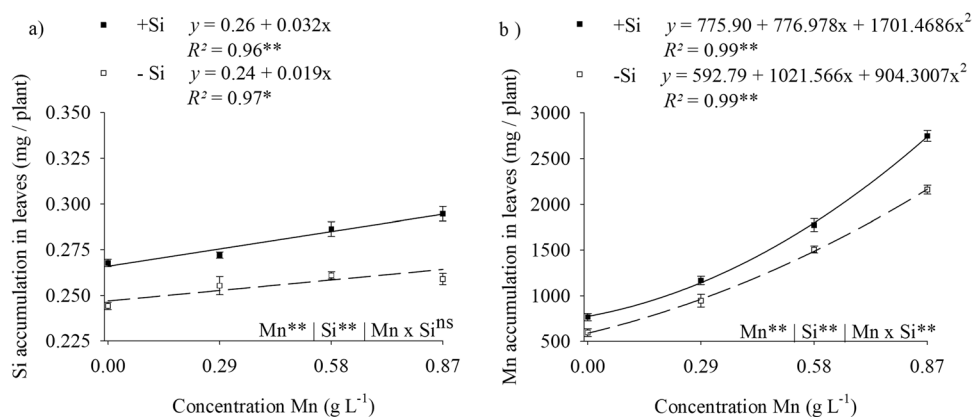 a)
+Si y = 0.26 + 0.032x
R² = 0.96**
- Si y = 0.24 + 0.019x
R² = 0.97*
Si accumulation in leaves (mg / plant)
0.350
0.325
0.300
0.275
0.250
0.225
Mn** | Si** | Mn x Si^ns
0.00 0.29 0.58 0.87
Concentration Mn (g L⁻¹)
b )
+Si y = 775.90 + 776.978x + 1701.4686x²
R² = 0.99**
-Si y = 592.79 + 1021.566x + 904.3007x²
R² = 0.99**
Mn accumulation in leaves (mg / plant)
3000
2500
2000
1500
1000
500
Mn** | Si** | Mn x Si**
0.00 0.29 0.58 0.87
Concentration Mn (g L⁻¹)